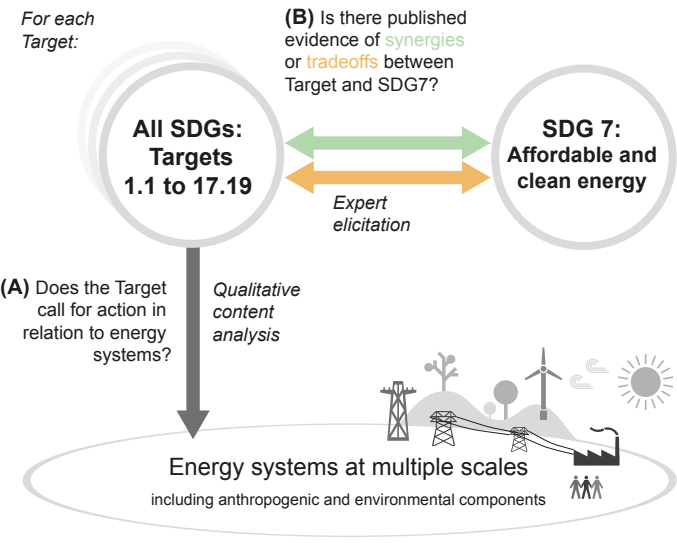 For each
Target:
(B) Is there published
evidence of synergies
or tradeoffs between
Target and SDG7?
All SDGs:
Targets
1.1 to 17.19
SDG 7:
Affordable and
clean energy
Expert
elicitation
(A) Does the Target
call for action in
relation to energy
systems?
Qualitative
content
analysis
Energy systems at multiple scales
including anthropogenic and environmental components